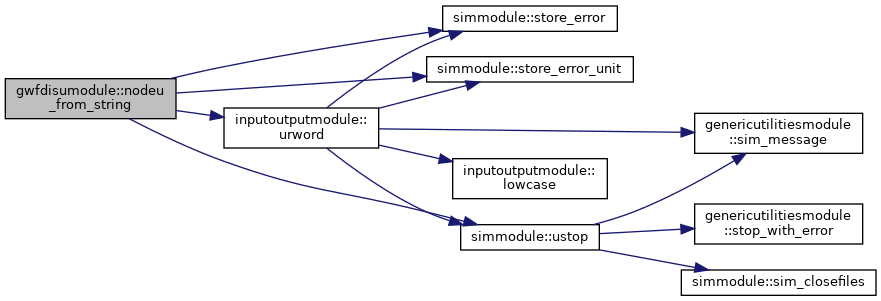 gwfdisumodule::nodeu
_from_string
simmodule::store_error
simmodule::store_error_unit
inputoutputmodule::
urword
genericutilitiesmodule
::sim_message
inputoutputmodule::
lowcase
simmodule::ustop
genericutilitiesmodule
::stop_with_error
simmodule::sim_closefiles